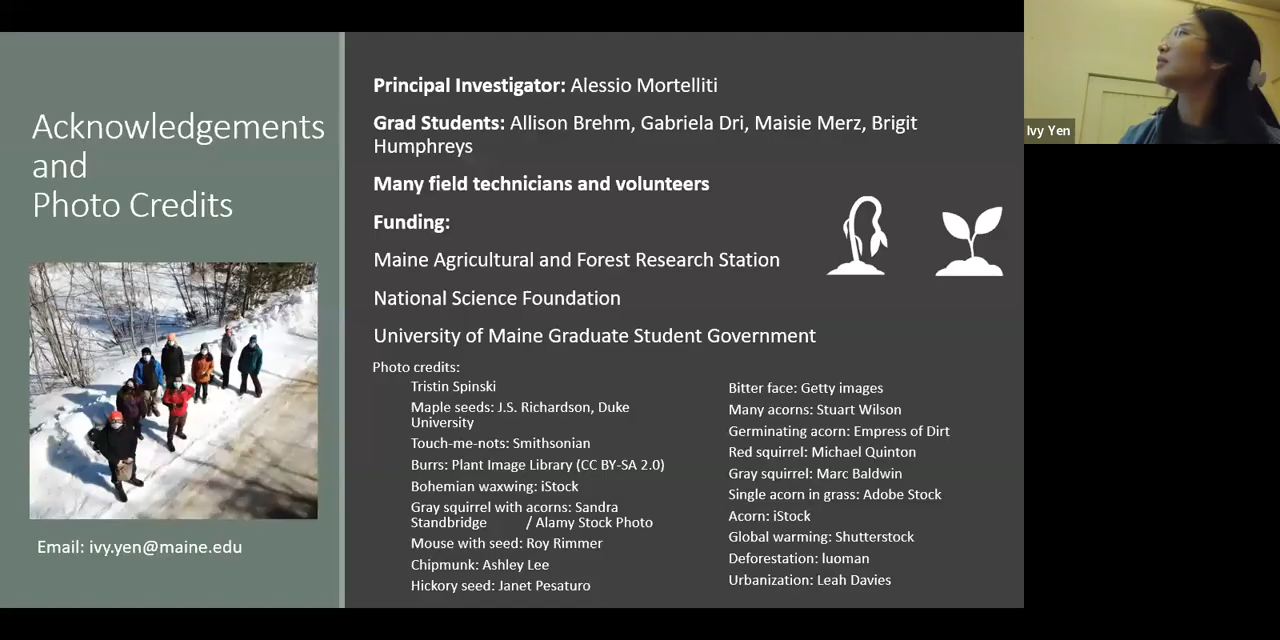 Acknowledgements
and
Photo Credits
Email: ivy.yen@maine.edu
Principal Investigator: Alessio Mortelliti
Grad Students: Allison Brehm, Gabriela Dri, Maisie Merz, Brigit
Humphreys
Many field technicians and volunteers
Funding:
Maine Agricultural and Forest Research Station
National Science Foundation
University of Maine Graduate Student Government
Photo credits:
Tristin Spinski
Maple seeds: J.S. Richardson, Duke
University
Touch-me-nots: Smithsonian
Burrs: Plant Image Library (CC BY-SA 2.0)
Bohemian waxwing: iStock
Gray squirrel with acorns: Sandra
Standbridge / Alamy Stock Photo
Mouse with seed: Roy Rimmer
Chipmunk: Ashley Lee
Hickory seed: Janet Pesaturo
Bitter face: Getty images
Many acorns: Stuart Wilson
Germinating acorn: Empress of Dirt
Red squirrel: Michael Quinton
Gray squirrel: Marc Baldwin
Single acorn in grass: Adobe Stock
Acorn: iStock
Global warming: Shutterstock
Deforestation: luoman
Urbanization: Leah Davies
Ivy Yen